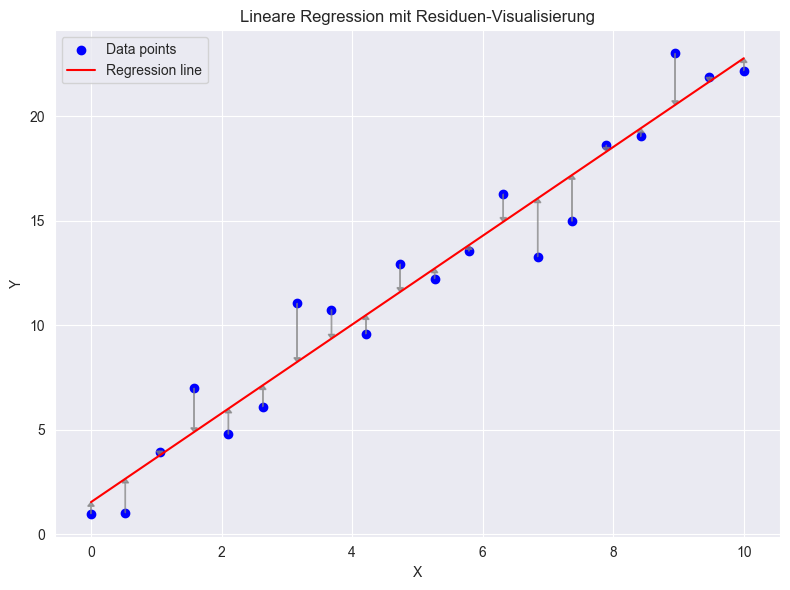 Lineare Regression mit Residuen-Visualisierung
Data points
Regression line
Y
20
15
10
5
0
0 2 4 6 8 10
X